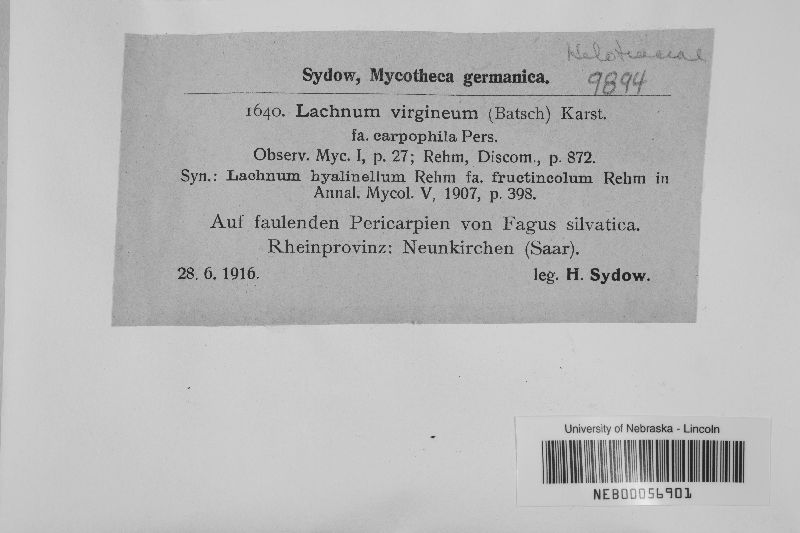 Helotiaceae
Sydow, Mycotheca germanica.
9894
1640. Lachnum virgineum (Batsch) Karst.
fa. carpophila Pers.
Observ. Myc. I, p. 27; Rehm, Discom., p. 872.
Syn.: Lachnum hyalinellum Rehm fa. fructincolum Rehm in
Annal. Mycol. V, 1907, p. 398.
Auf faulenden Pericarpien von Fagus silvatica.
Rheinprovinz: Neunkirchen (Saar).
28. 6. 1916. leg. H. Sydow.
University of Nebraska - Lincoln
NEB00056901